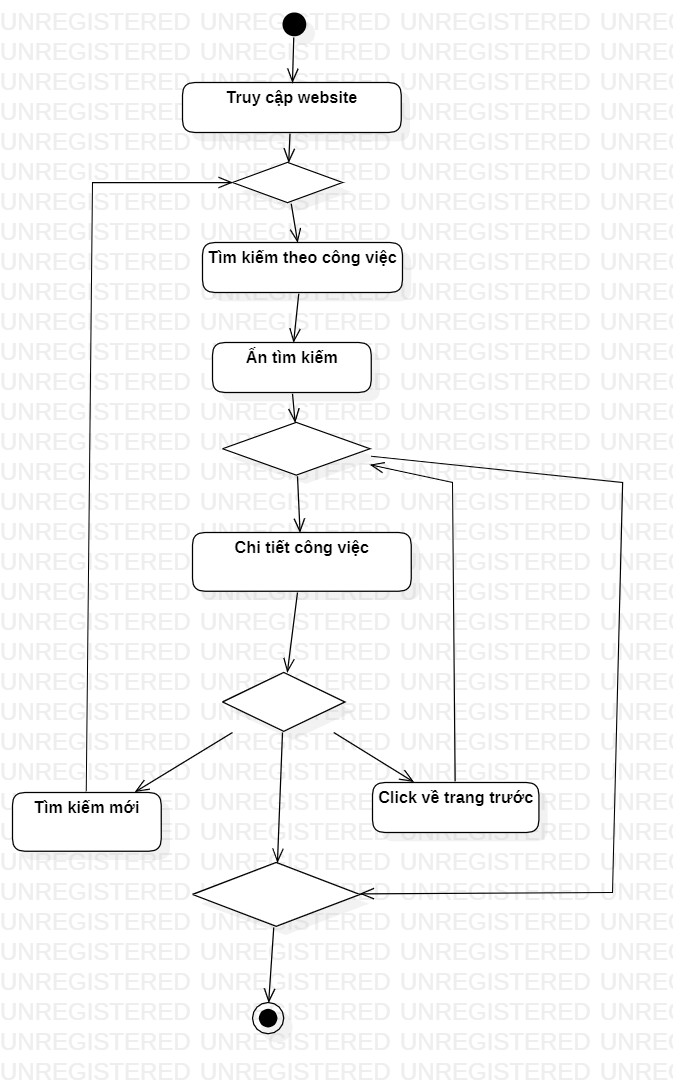 Truy cập website
Tìm kiếm theo công việc
Ấn tìm kiếm
Chi tiết công việc
Tìm kiếm mới
Click về trang trước
UNREGISTERED